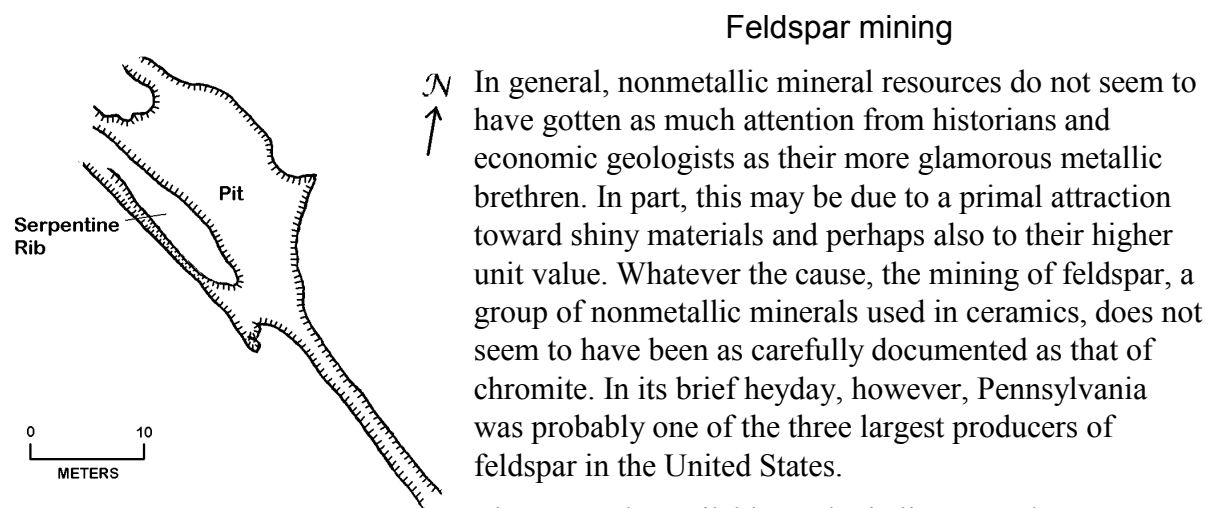 Feldspar mining
N
Pit
Serpentine
Rib
0 10
METERS
In general, nonmetallic mineral resources do not seem to
have gotten as much attention from historians and
economic geologists as their more glamorous metallic
brethren. In part, this may be due to a primal attraction
toward shiny materials and perhaps also to their higher
unit value. Whatever the cause, the mining of feldspar, a
group of nonmetallic minerals used in ceramics, does not
seem to have been as carefully documented as that of
chromite. In its brief heyday, however, Pennsylvania
was probably one of the three largest producers of
feldspar in the United States.